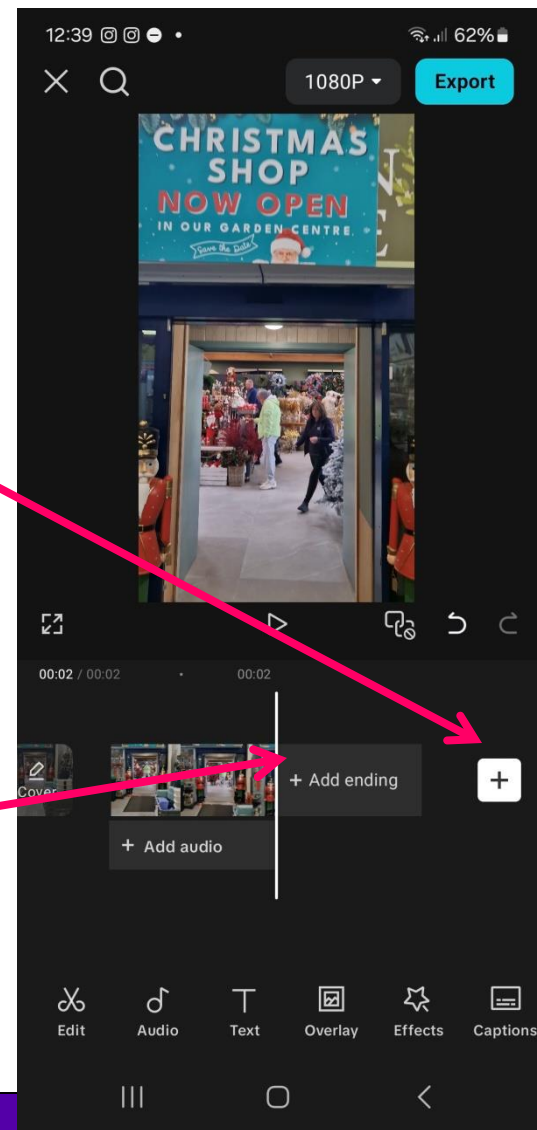 12:39
62%
1080P
Export
CHRISTMAS
SHOP
NOW OPEN
IN OUR GARDEN CENTRE.
Save the Date
00:02 / 00:02
00:02
Cover
+ Add ending
+ Add audio
Edit
Audio
Text
Overlay
Effects
Captions